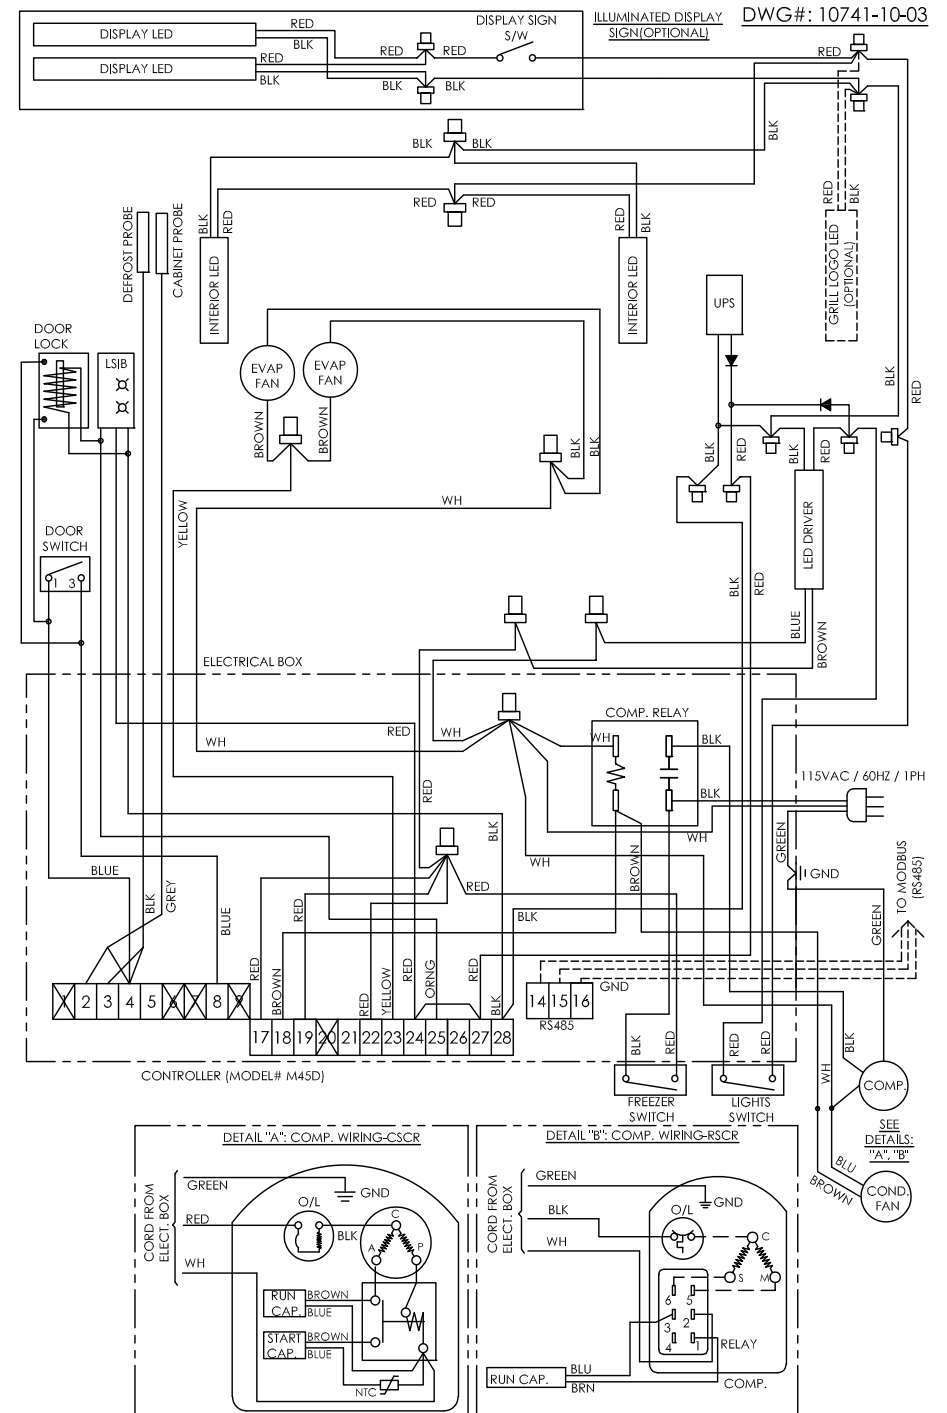 DWG#: 10741-10-03
ILLUMINATED DISPLAY
SIGN(OPTIONAL)
DISPLAY SIGN
S/W
DISPLAY LED
RED
BLK
RED
RED
RED
DISPLAY LED
RED
BLK
BLK
BLK
BLK
BLK
BLK
RED
RED
RED
BLK
DEFROST PROBE
CABINET PROBE
BLK
RED
INTERIOR LED
RED
BLK
INTERIOR LED
GRILL LOGO LED
(OPTIONAL)
UPS
DOOR
LOCK
LSIB
EVAP
FAN
EVAP
FAN
BROWN
BROWN
BLK
BLK
BLK
RED
BLK
RED
BLK
RED
WH
YELLOW
LED DRIVER
DOOR
SWITCH
1 3
BLK
RED
BLUE
BROWN
ELECTRICAL BOX
COMP. RELAY
RED
WH
WH
WH
BLK
RED
BLK
115VAC / 60HZ / 1PH
BLK
WH
GREEN
WH
BROWN
BLUE
BLK
GREY
BLUE
RED
RED
BLK
GND
TO MODBUS
(RS485)
GREEN
RED
BROWN
RED
YELLOW
RED
ORNG
RED
BLK
GND
1 2 3 4 5 6 7 8 9
14 15 16
RS485
17 18 19 20 21 22 23 24 25 26 27 28
BLK
RED
RED
RED
BLK
WH
CONTROLLER (MODEL# M45D)
FREEZER
SWITCH
LIGHTS
SWITCH
COMP.
SEE
DETAILS:
"A", "B"
BLU
BROWN
COND.
FAN
DETAIL "A": COMP. WIRING-CSCR
CORD FROM
ELECT. BOX
GREEN
GND
O/L
RED
BLK
C
A
P
WH
RUN
CAP.
BROWN
BLUE
START
CAP.
BROWN
BLUE
NTC
DETAIL "B": COMP. WIRING-RSCR
CORD FROM
ELECT. BOX
GREEN
GND
BLK
O/L
WH
C
S
M
6 5
3 2
4 1
RELAY
RUN CAP.
BLU
BRN
COMP.